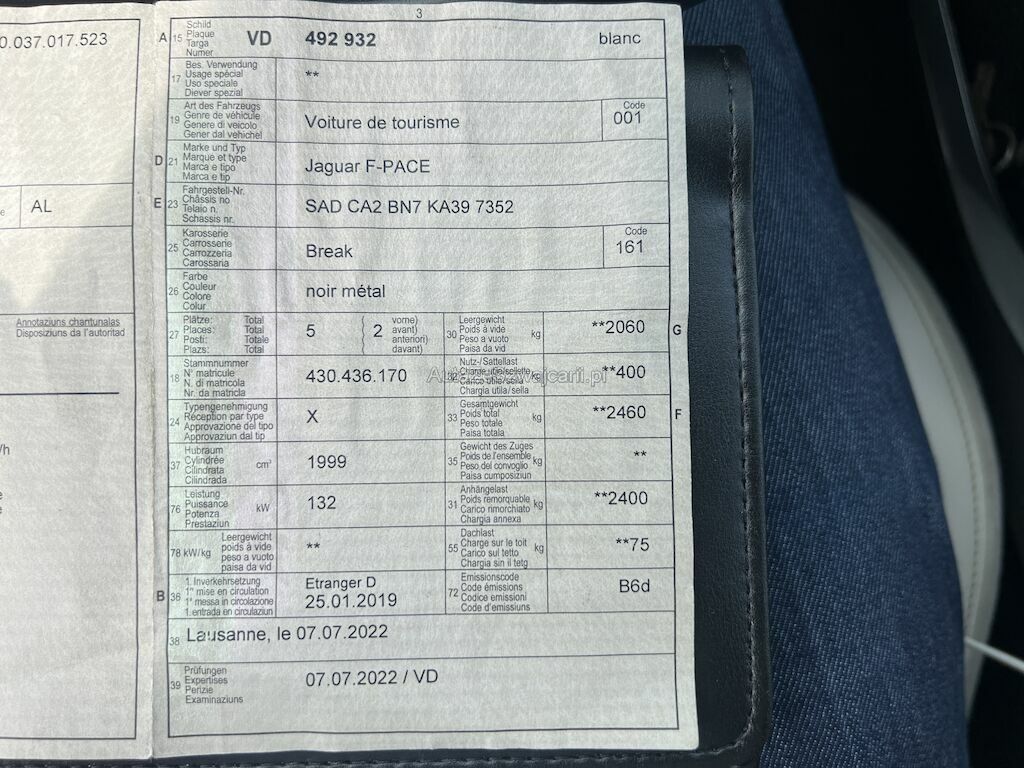 3
0.037.017.523
AL
e
Annotaziuns chantunalas
Disposiziuns da l'autoritad
/h
e
e
A 15 Schild
Plaque
Targa
Numer
VD 492 932 blanc
17 Bes. Verwendung
Usage spécial
Uso speciale
Diever spezial
**
19 Art des Fahrzeugs
Genre de véhicule
Genere di veicolo
Gener dal vehichel
Voiture de tourisme
Code
001
D 21 Marke und Typ
Marque et type
Marca e tipo
Marca e tip
Jaguar F-PACE
E 23 Fahrgestell-Nr.
Châssis no
Telaio n.
Schassis nr.
SAD CA2 BN7 KA39 7352
25 Karosserie
Carrosserie
Carrozzeria
Carossaria
Break
Code
161
26 Farbe
Couleur
Colore
Colur
noir métal
27 Plätze: Total
Places: Total
Posti: Totale
Plazs: Total
5 ( 2 vorne)
avant)
anteriori)
davant)
30 Leergewicht
Poids à vide
Peso a vuoto
Paisa da vid
kg **2060 G
18 Stammnummer
N° matricule
N. di matricola
Nr. da matricla
430.436.170
Nutz-/Sattellast
Charge utile/sellette
Carico utile/sella
Chargia utila/sella
kg **400
24 Typengenehmigung
Réception par type
Approvazione del tipo
Approvaziun dal tip
X
33 Gesamtgewicht
Poids total
Peso totale
Paisa totala
kg **2460 F
37 Hubraum
Cylindrée
Cilindrata
Cilindrada
cm³ 1999
35 Gewicht des Zuges
Poids de l'ensemble
Peso del convoglio
Paisa cumposiziun
kg **
76 Leistung
Puissance
Potenza
Prestaziun
kW 132
31 Anhängelast
Poids remorquable
Carico rimorchiato
Chargia annexa
kg **2400
78 kW/kg Leergewicht
poids à vide
peso a vuoto
paisa da vid
**
55 Dachlast
Charge sur le toit
Carico sul tetto
Chargia sin il tetg
kg **75
B 36 1. Inverkehrsetzung
1re mise en circulation
1a messa in circolazione
1. entrada en circulaziun
Etranger D
25.01.2019
72 Emissionscode
Code émissions
Codice emissioni
Code d'emissiuns
B6d
38 Lausanne, le 07.07.2022
39 Prüfungen
Expertises
Perizie
Examinaziuns
07.07.2022 / VD